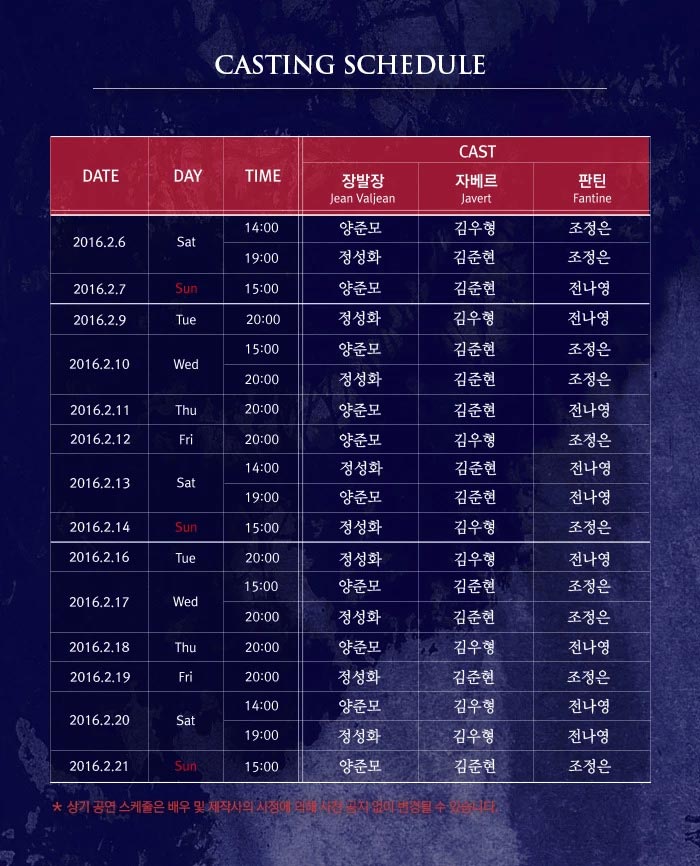 CASTING SCHEDULE
DATE DAY TIME CAST
장발장 자베르 판틴
Jean Valjean Javert Fantine
2016.2.6 Sat 14:00 양준모 김우형 조정은
19:00 정성화 김준현 조정은
2016.2.7 Sun 15:00 양준모 김준현 전나영
2016.2.9 Tue 20:00 정성화 김우형 전나영
2016.2.10 Wed 15:00 양준모 김준현 조정은
20:00 정성화 김준현 조정은
2016.2.11 Thu 20:00 양준모 김준현 전나영
2016.2.12 Fri 20:00 양준모 김우형 조정은
2016.2.13 Sat 14:00 정성화 김준현 전나영
19:00 양준모 김준현 전나영
2016.2.14 Sun 15:00 정성화 김우형 조정은
2016.2.16 Tue 20:00 정성화 김우형 전나영
2016.2.17 Wed 15:00 양준모 김준현 조정은
20:00 정성화 김준현 조정은
2016.2.18 Thu 20:00 양준모 김우형 전나영
2016.2.19 Fri 20:00 정성화 김준현 조정은
2016.2.20 Sat 14:00 양준모 김우형 전나영
19:00 정성화 김우형 전나영
2016.2.21 Sun 15:00 양준모 김준현 조정은
* 상기 공연 스케줄은 배우 및 제작사의 사정에 의해 사전 공지 없이 변경될 수 있습니다.